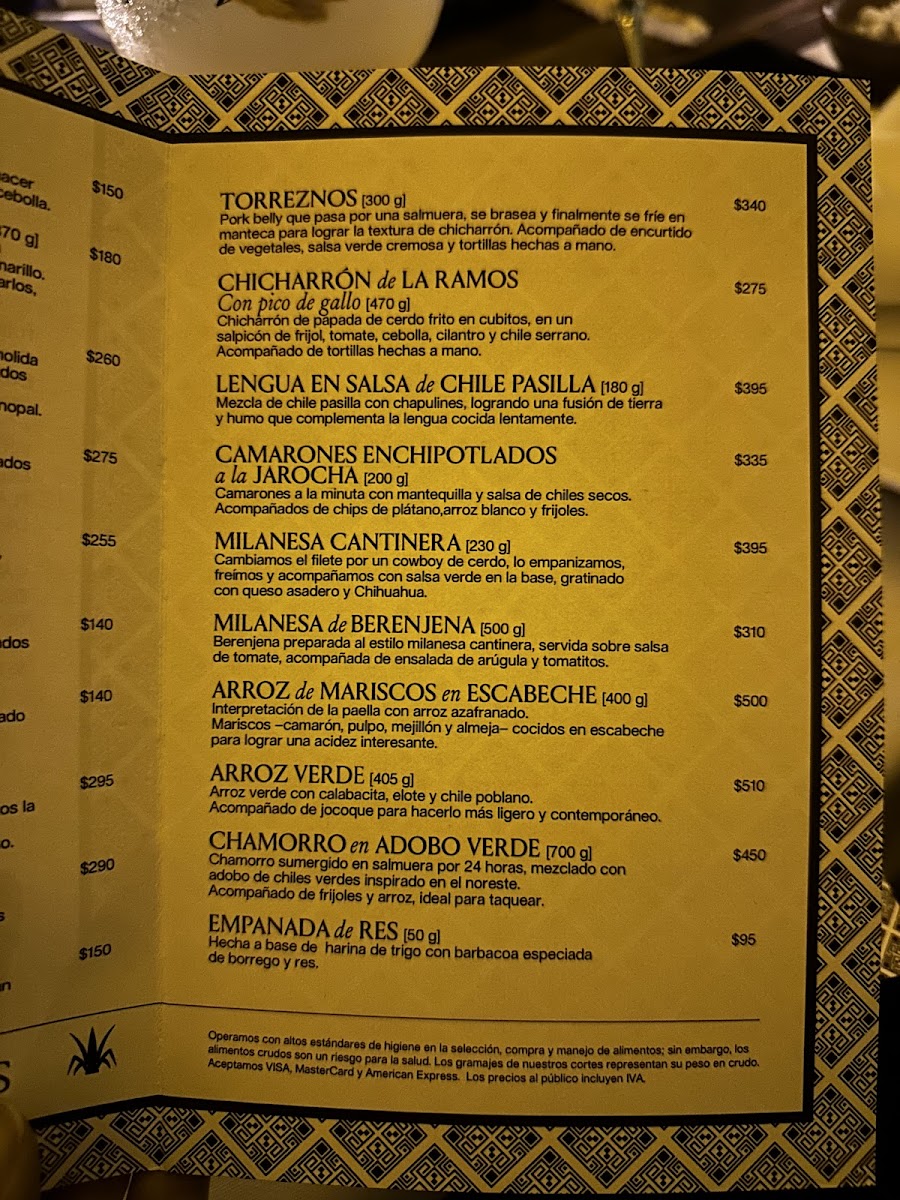 acer
cebolla.
$150
70 g]
$180
marillo.
arlos,
$260
molida
dos
nopal.
$275
ados
$255
$140
ados
$140
ado
$295
os la
o.
$290
s
$150
n
S
TORREZNOS [300 g]
$340
Pork belly que pasa por una salmuera, se brasea y finalmente se fríe en
manteca para lograr la textura de chicharrón. Acompañado de encurtido
de vegetales, salsa verde cremosa y tortillas hechas a mano.
CHICHARRÓN de LA RAMOS
$275
Con pico de gallo [470 g]
Chicharrón de papada de cerdo frito en cubitos, en un
salpicón de frijol, tomate, cebolla, cilantro y chile serrano.
Acompañado de tortillas hechas a mano.
LENGUA EN SALSA de CHILE PASILLA [180 g]
$395
Mezcla de chile pasilla con chapulines, logrando una fusión de tierra
y humo que complementa la lengua cocida lentamente.
CAMARONES ENCHIPOTLADOS
$335
a la JAROCHA [200 g]
Camarones a la minuta con mantequilla y salsa de chiles secos.
Acompañados de chips de plátano,arroz blanco y frijoles.
MILANESA CANTINERA [230 g]
$395
Cambiamos el filete por un cowboy de cerdo, lo empanizamos,
freímos y acompañamos con salsa verde en la base, gratinado
con queso asadero y Chihuahua.
MILANESA de BERENJENA [500 g]
$310
Berenjena preparada al estilo milanesa cantinera, servida sobre salsa
de tomate, acompañada de ensalada de arúgula y tomatitos.
ARROZ de MARISCOS en ESCABECHE [400 g]
$500
Interpretación de la paella con arroz azafranado.
Mariscos –camarón, pulpo, mejillón y almeja– cocidos en escabeche
para lograr una acidez interesante.
ARROZ VERDE [405 g]
$510
Arroz verde con calabacita, elote y chile poblano.
Acompañado de jocoque para hacerlo más ligero y contemporáneo.
CHAMORRO en ADOBO VERDE [700 g]
$450
Chamorro sumergido en salmuera por 24 horas, mezclado con
adobo de chiles verdes inspirado en el noreste.
Acompañado de frijoles y arroz, ideal para taquear.
EMPANADA de RES [50 g]
$95
Hecha a base de harina de trigo con barbacoa especiada
de borrego y res.
Operamos con altos estándares de higiene en la selección, compra y manejo de alimentos; sin embargo, los
alimentos crudos son un riesgo para la salud. Los gramajes de nuestros cortes representan su peso en crudo.
Aceptamos VISA, MasterCard y American Express. Los precios al público incluyen IVA.